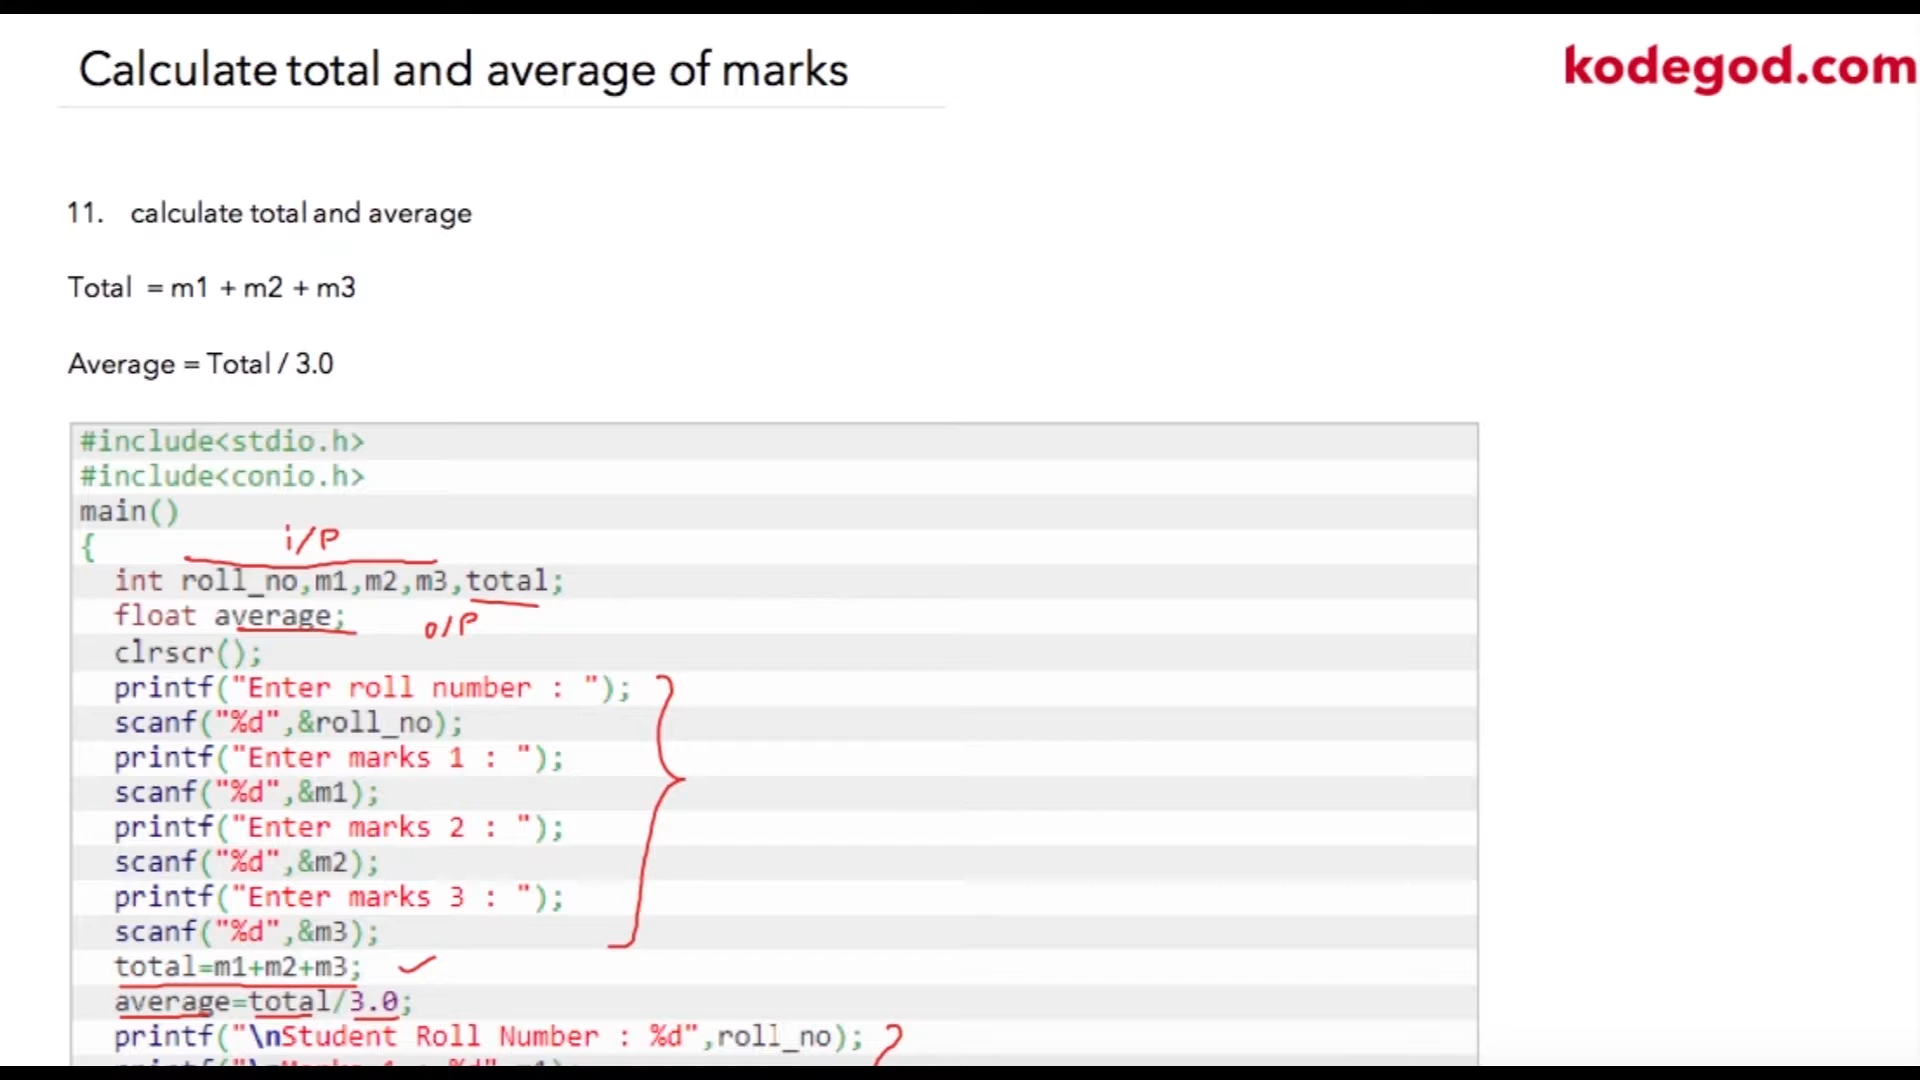 Calculate total and average of marks
kodegod.com
11. calculate total and average
Total = m1 + m2 + m3
Average = Total / 3.0
#include<stdio.h>
#include<conio.h>
main()
i/P
{
int roll_no,m1,m2,m3,total;
float average;
o/P
clrscr();
printf("Enter roll number : ");
scanf("%d",&roll_no);
printf("Enter marks 1 : ");
scanf("%d",&m1);
printf("Enter marks 2 : ");
scanf("%d",&m2);
printf("Enter marks 3 : ");
scanf("%d",&m3);
total=m1+m2+m3;
average=total/3.0;
printf("\nStudent Roll Number : %d",roll_no);